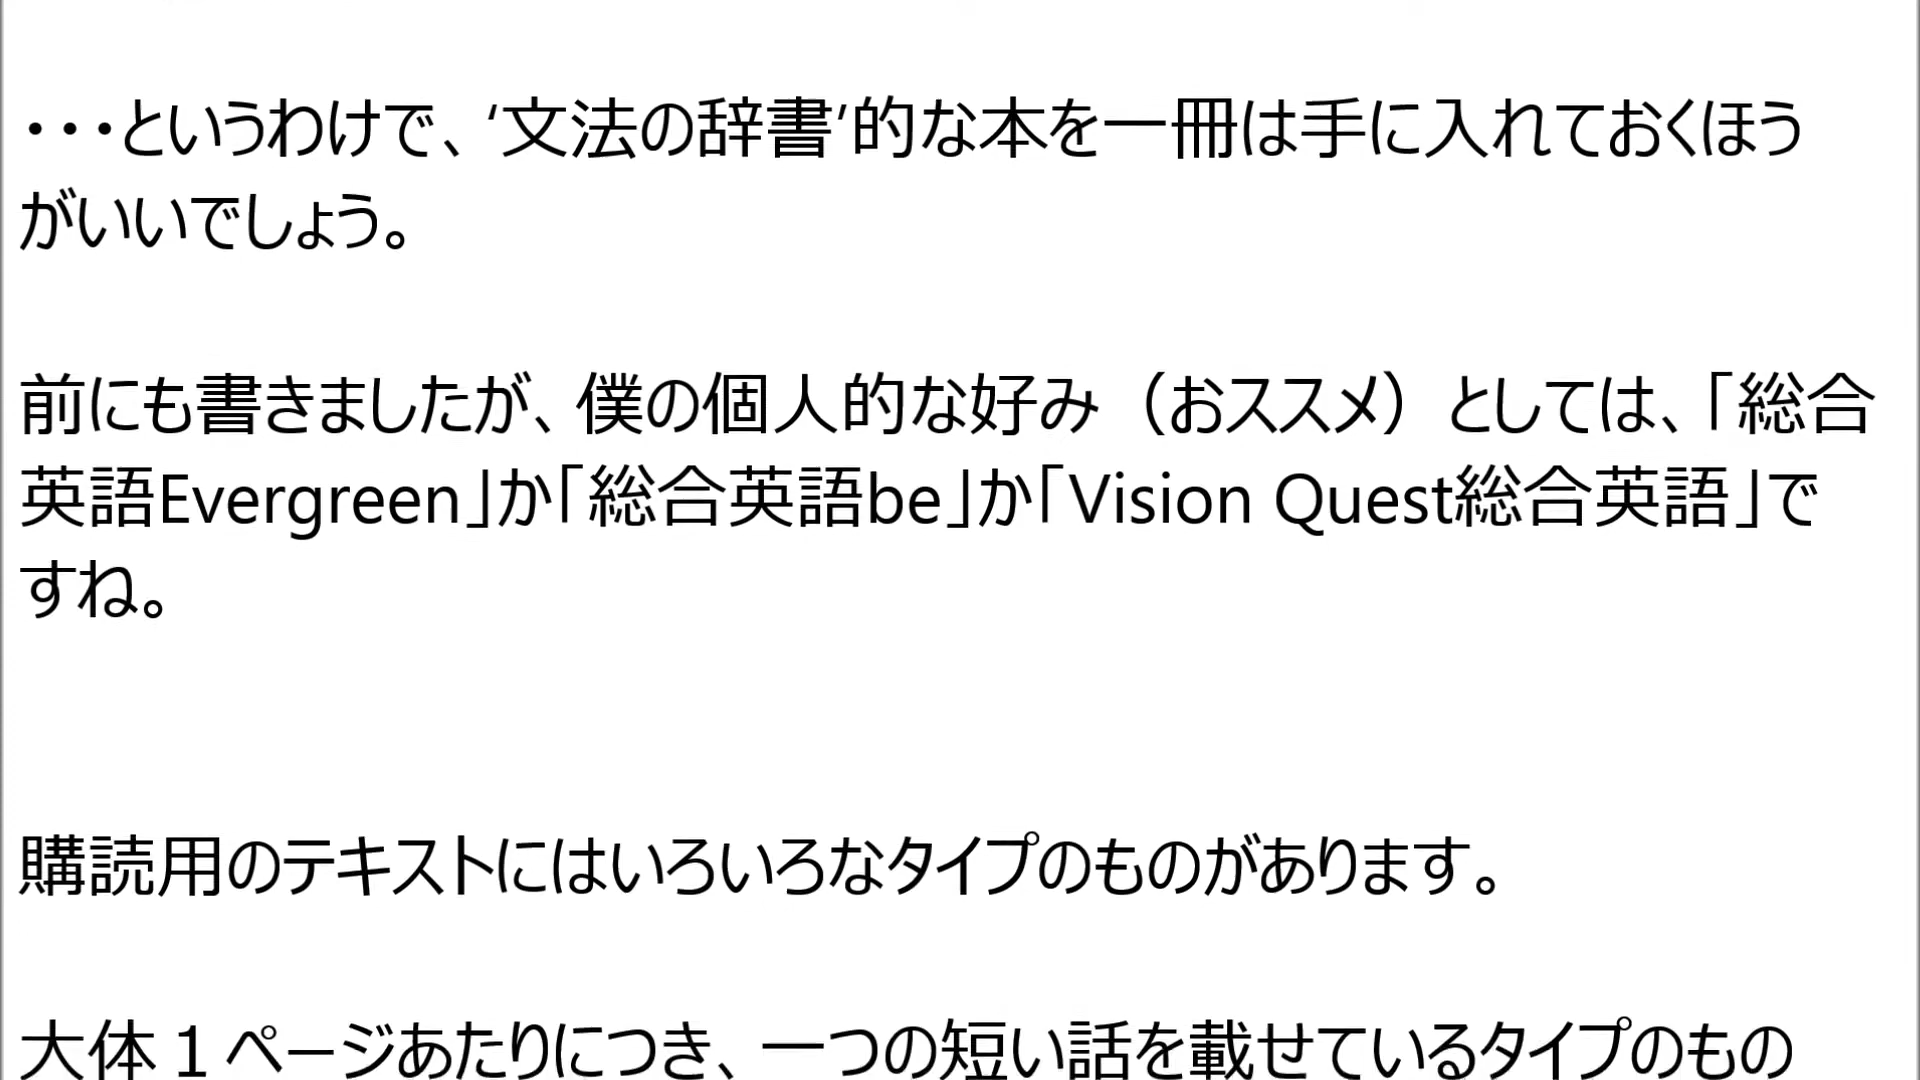 ・・・というわけで、‘文法の辞書’的な本を一冊は手に入れておくほう
がいいでしょう。
前にも書きましたが、僕の個人的な好み（おススメ）としては、「総合
英語Evergreen」か「総合英語be」か「Vision Quest総合英語」で
すね。
購読用のテキストにはいろいろなタイプのものがあります。
大体１ページあたりにつき、一つの短い話を載せているタイプのもの